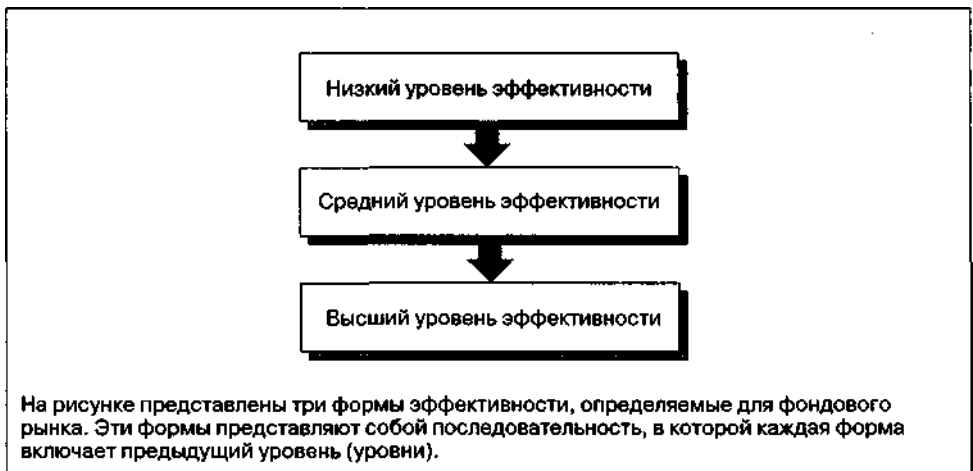 Низкий уровень эффективности
Средний уровень эффективности
Высший уровень эффективности
На рисунке представлены три формы эффективности, определяемые для фондового
рынка. Эти формы представляют собой последовательность, в которой каждая форма
включает предыдущий уровень (уровни).